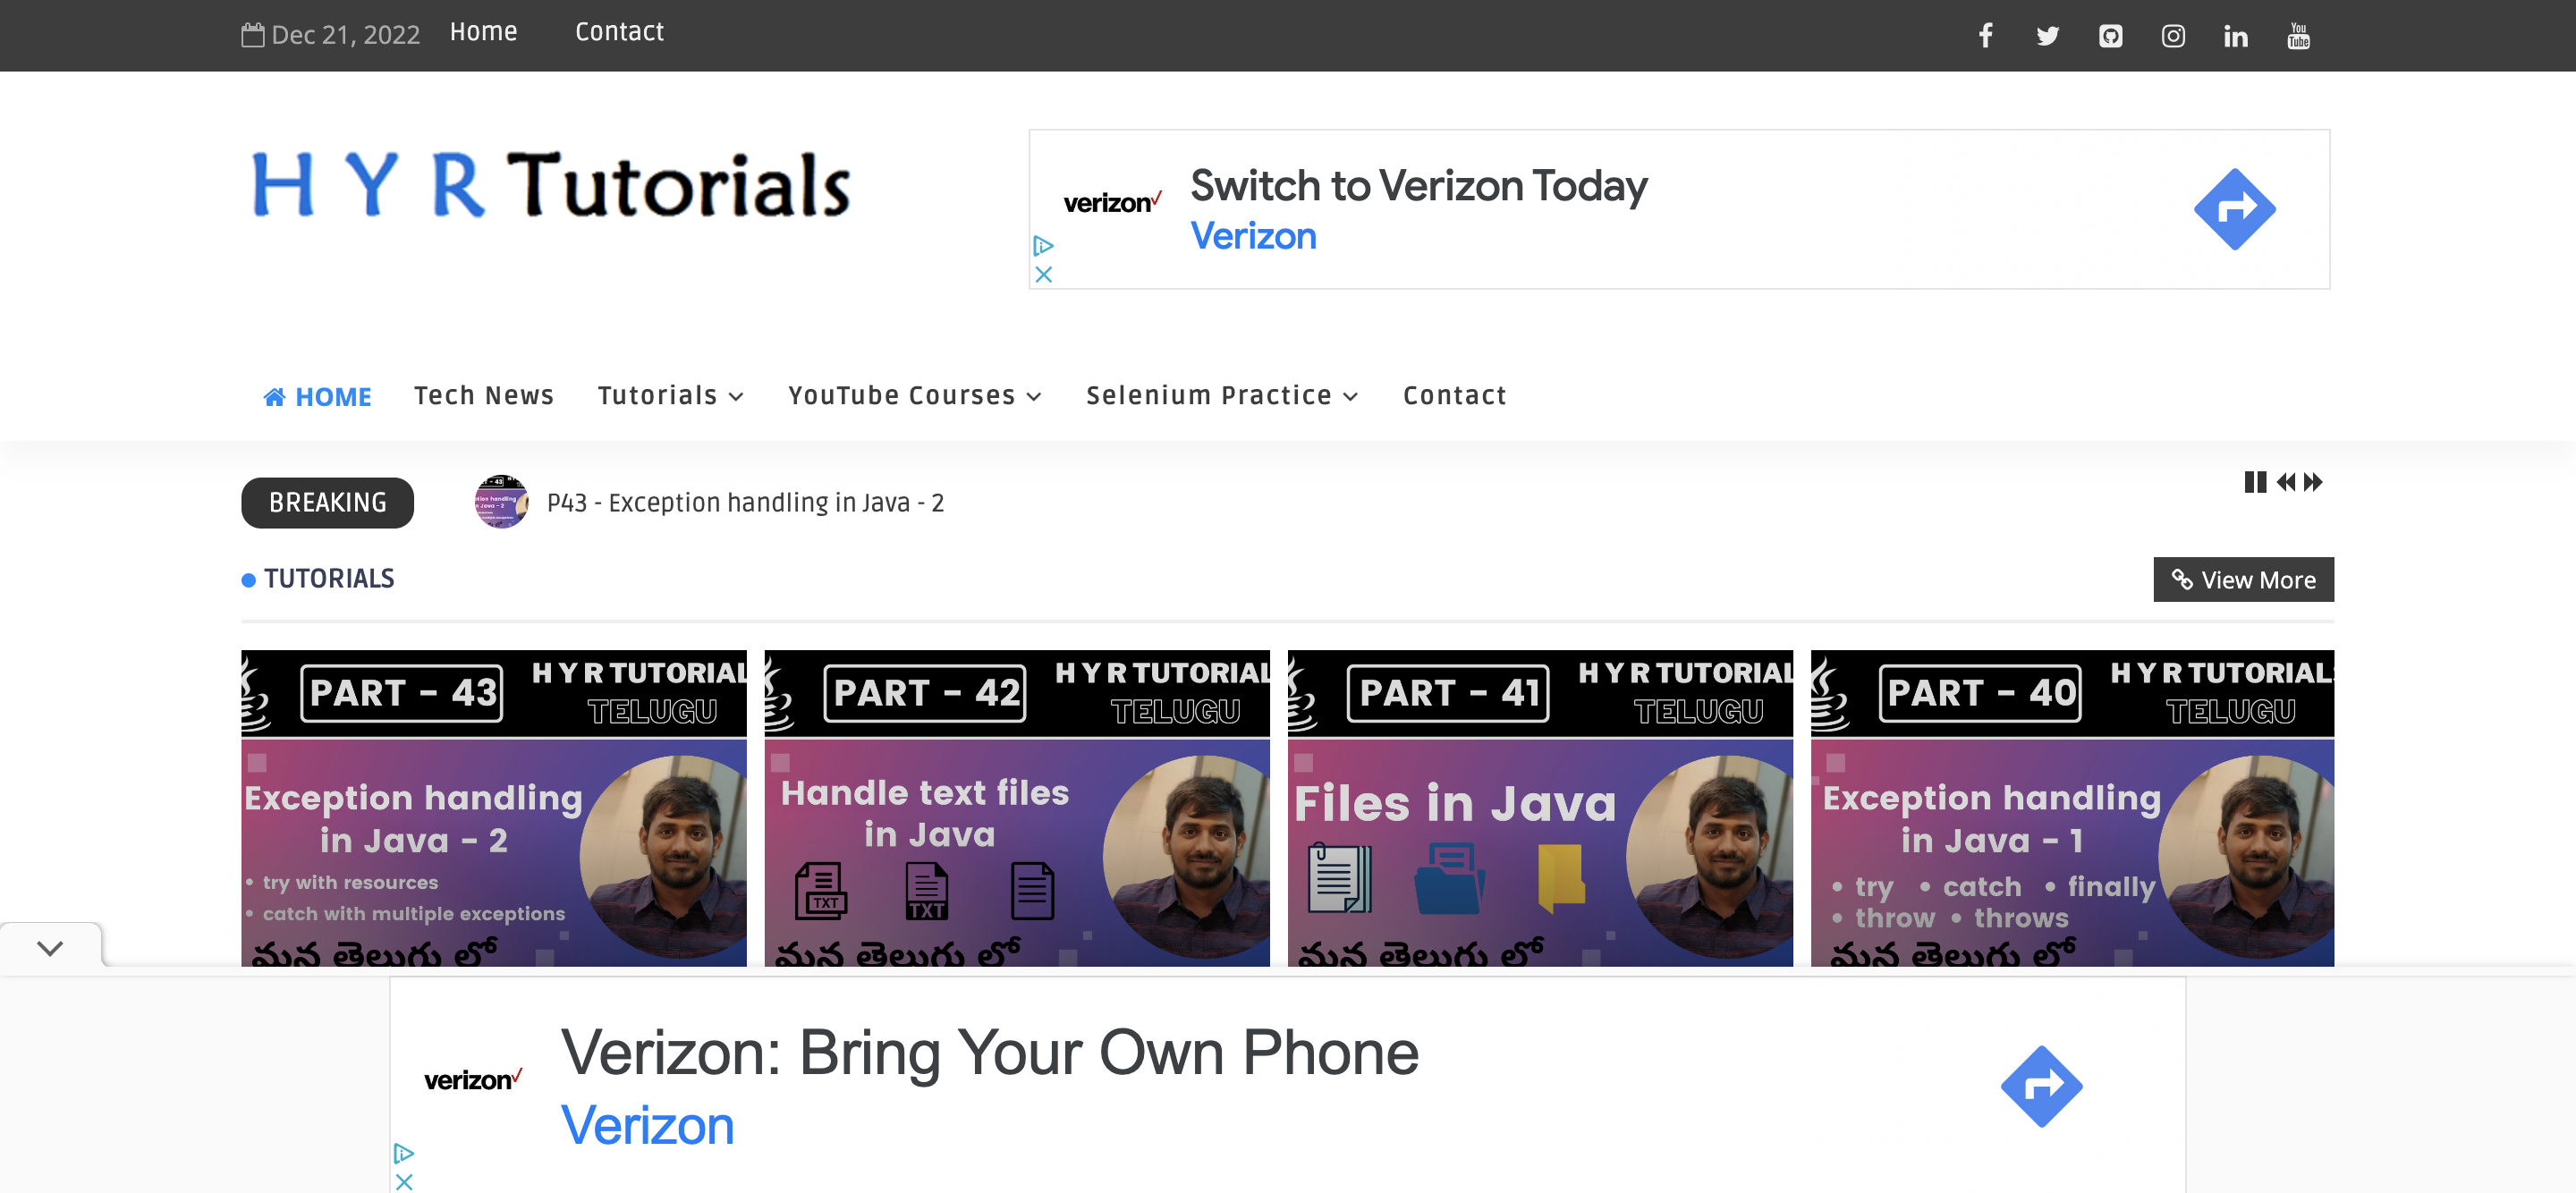 Dec 21, 2022 Home Contact
You Tube
H Y R Tutorials
verizon
Switch to Verizon Today
Verizon
HOME Tech News Tutorials YouTube Courses Selenium Practice Contact
BREAKING
P43 - Exception handling in Java - 2
TUTORIALS
View More
PART - 43
H Y R TUTORIAL
TELUGU
Exception handling
in Java - 2
• try with resources
• catch with multiple exceptions
మన తెలుగు లో
PART - 42
H Y R TUTORIAL
TELUGU
Handle text files
in Java
TXT
TXT
మన తెలుగు లో
PART - 41
H Y R TUTORIAL
TELUGU
Files in Java
మన తెలుగు లో
PART - 40
H Y R TUTORIAL
TELUGU
Exception handling
in Java - 1
• try • catch • finally
• throw • throws
మన తెలుగు లో
verizon
Verizon: Bring Your Own Phone
Verizon